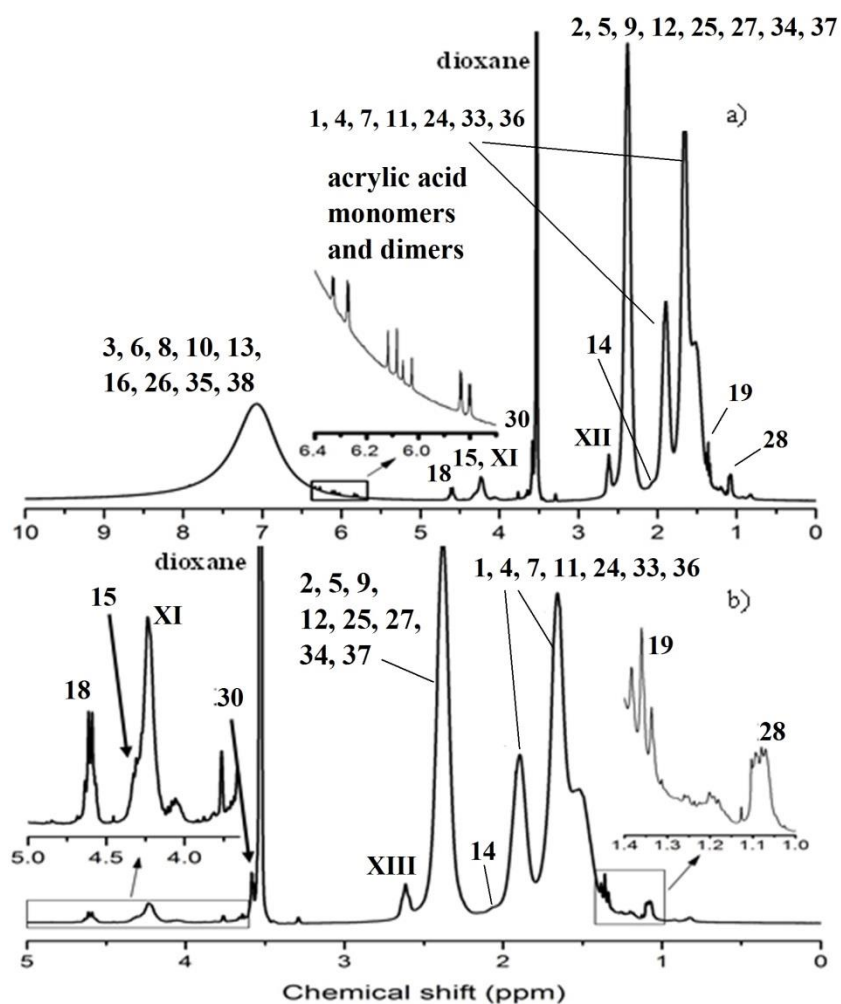 2, 5, 9, 12, 25, 27, 34, 37
dioxane
a)
1, 4, 7, 11, 24, 33, 36
acrylic acid
monomers
and dimers
3, 6, 8, 10, 13,
16, 26, 35, 38
14
19
30
XII
28
18
15, XI
6.4 6.2 6.0
10 9 8 7 6 5 4 3 2 1 0
dioxane
1, 4, 7, 11, 24, 33, 36
b)
2, 5, 9,
12, 25, 27,
34, 37
15
XI
19
18
30
28
5.0 4.5 4.0
1.4 1.3 1.2 1.1 1.0
XIII
14
5 4 3 2 1 0
Chemical shift (ppm)